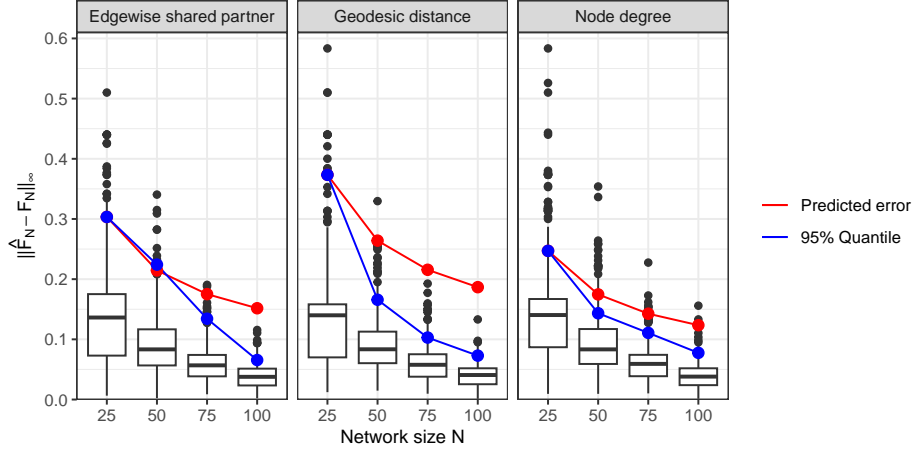 Edgewise shared partner
Geodesic distance
Node degree
0.6
0.5
0.4
0.3
0.2
0.1
0.0
||F̂_N − F_N||_∞
25 50 75 100
25 50 75 100
25 50 75 100
Network size N
Predicted error
95% Quantile